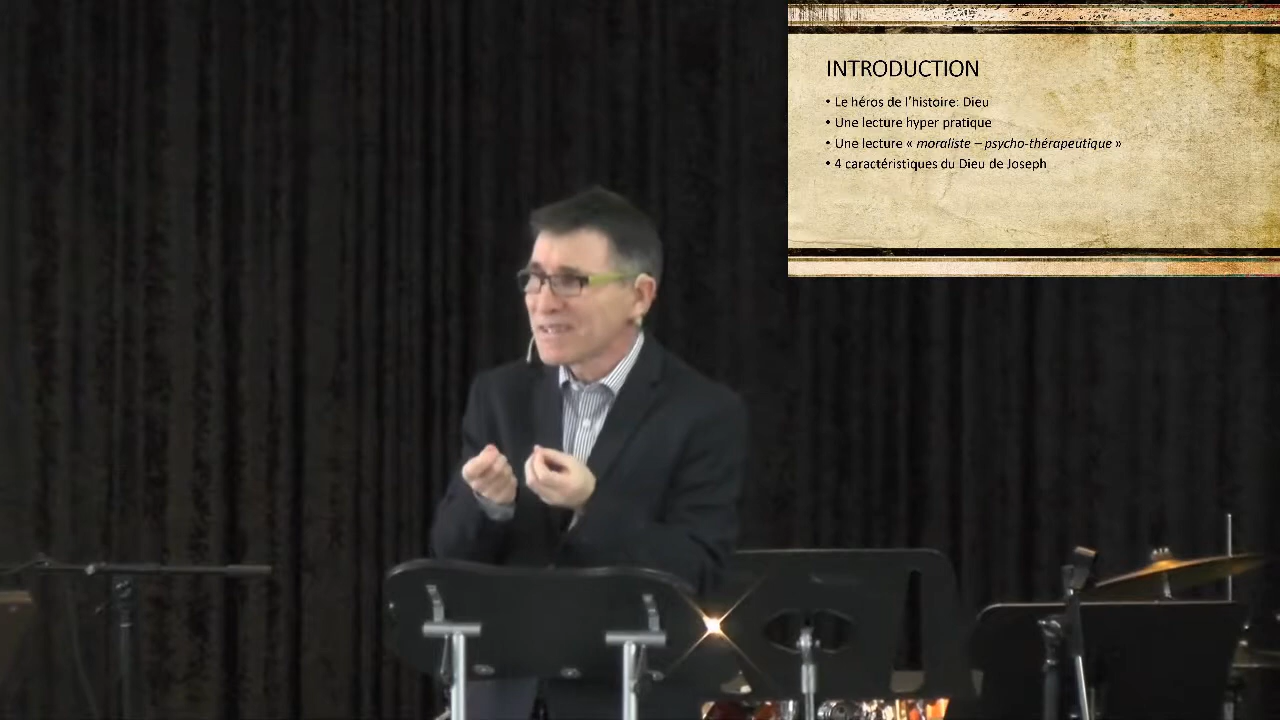 INTRODUCTION
• Le héros de l'histoire: Dieu
• Une lecture hyper pratique
• Une lecture « moraliste – psycho-thérapeutique »
• 4 caractéristiques du Dieu de Joseph